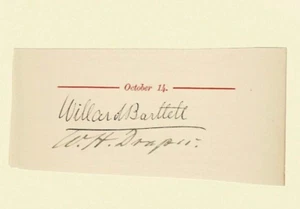 October 14.
Willard Bartlett
W. H. Draper.